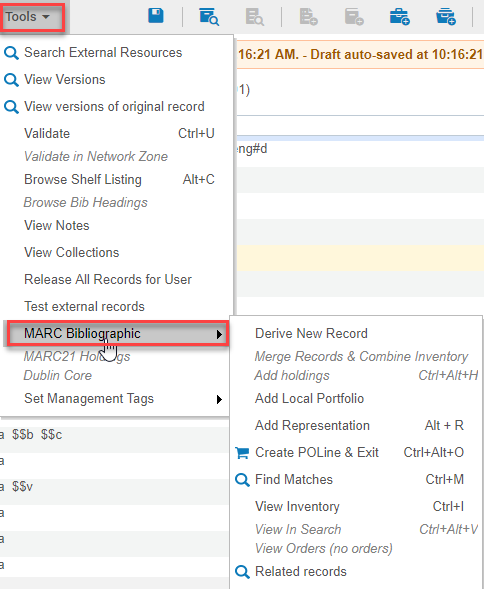 Tools
16:21 AM. - Draft auto-saved at 10:16:21
Search External Resources
View Versions
01)
View versions of original record
Validate Ctrl+U
eng#d
Validate in Network Zone
Browse Shelf Listing Alt+C
Browse Bib Headings
View Notes
View Collections
Release All Records for User
Test external records
MARC Bibliographic
MARC21 Holdings
Dublin Core
Set Management Tags
Derive New Record
Merge Records & Combine Inventory
Add holdings Ctrl+Alt+H
Add Local Portfolio
Add Representation Alt + R
Create POLine & Exit Ctrl+Alt+O
Find Matches Ctrl+M
View Inventory Ctrl+I
View In Search Ctrl+Alt+V
View Orders (no orders)
Related records
a $$b $$c
a
a $$v
a
a
a